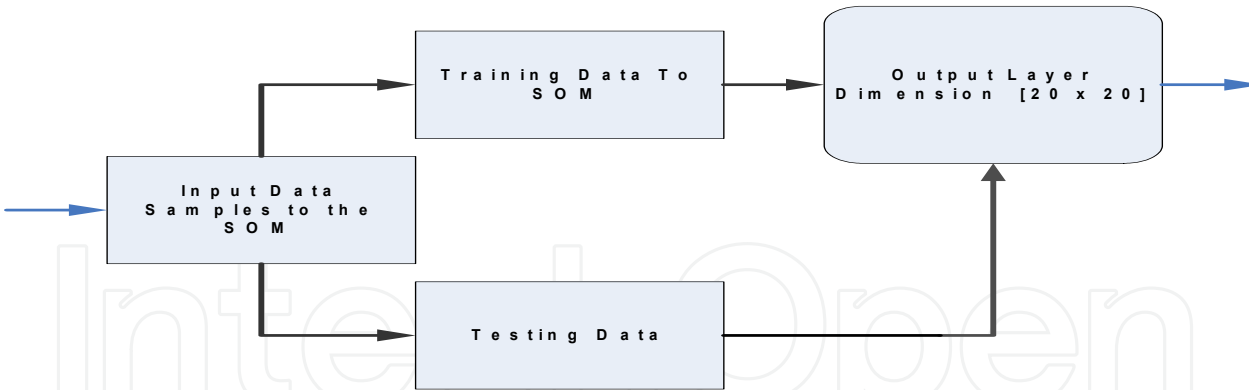 Training Data To
SOM
Output Layer
Dimension [20 x 20]
Input Data
Samples to the
SOM
Testing Data
InTechOpen